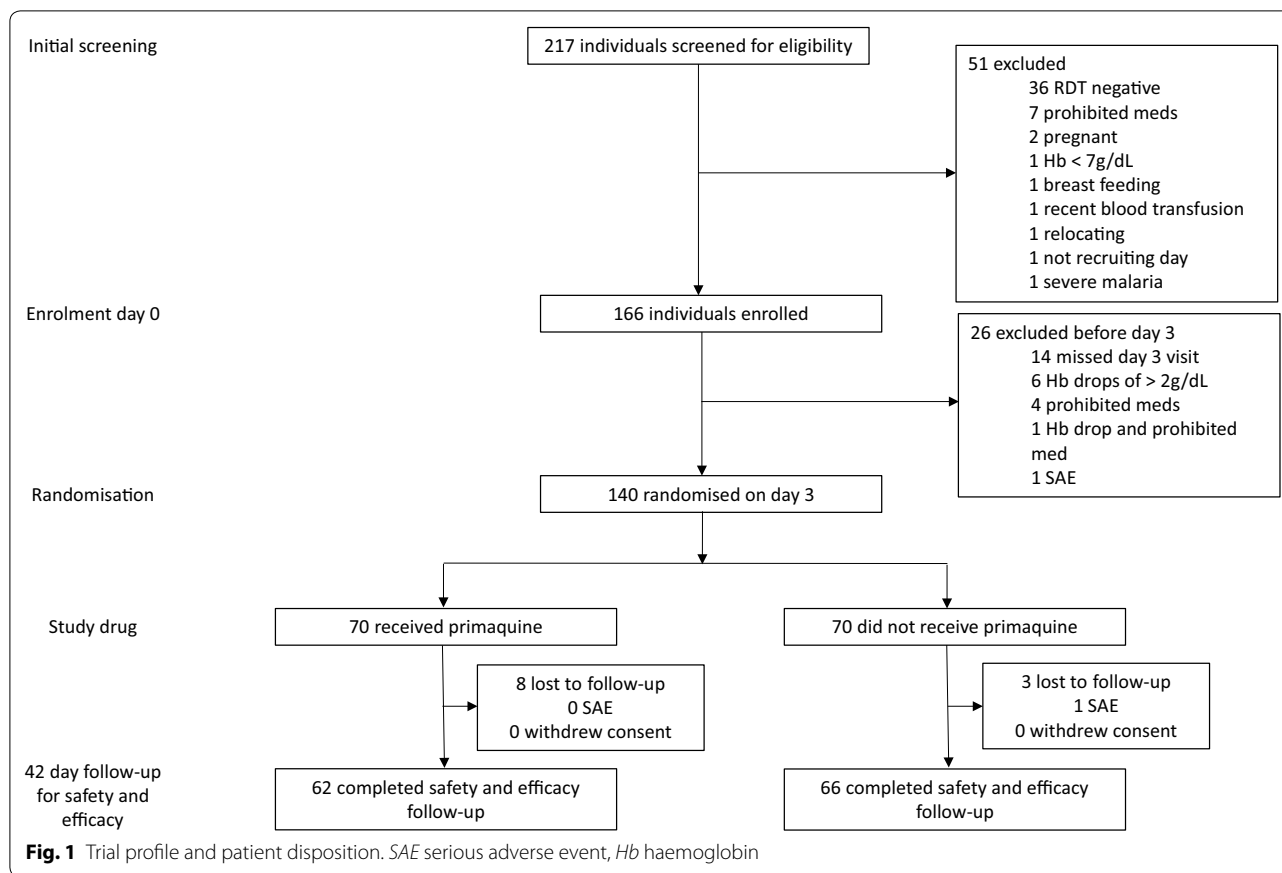 Initial screening
217 individuals screened for eligibility
51 excluded
36 RDT negative
7 prohibited meds
2 pregnant
1 Hb < 7g/dL
1 breast feeding
1 recent blood transfusion
1 relocating
1 not recruiting day
1 severe malaria
Enrolment day 0
166 individuals enrolled
26 excluded before day 3
14 missed day 3 visit
6 Hb drops of > 2g/dL
4 prohibited meds
1 Hb drop and prohibited
med
1 SAE
Randomisation
140 randomised on day 3
Study drug
70 received primaquine
70 did not receive primaquine
8 lost to follow-up
0 SAE
0 withdrew consent
3 lost to follow-up
1 SAE
0 withdrew consent
42 day follow-up
for safety and
efficacy
62 completed safety and efficacy
follow-up
66 completed safety and efficacy
follow-up
Fig. 1 Trial profile and patient disposition. SAE serious adverse event, Hb haemoglobin